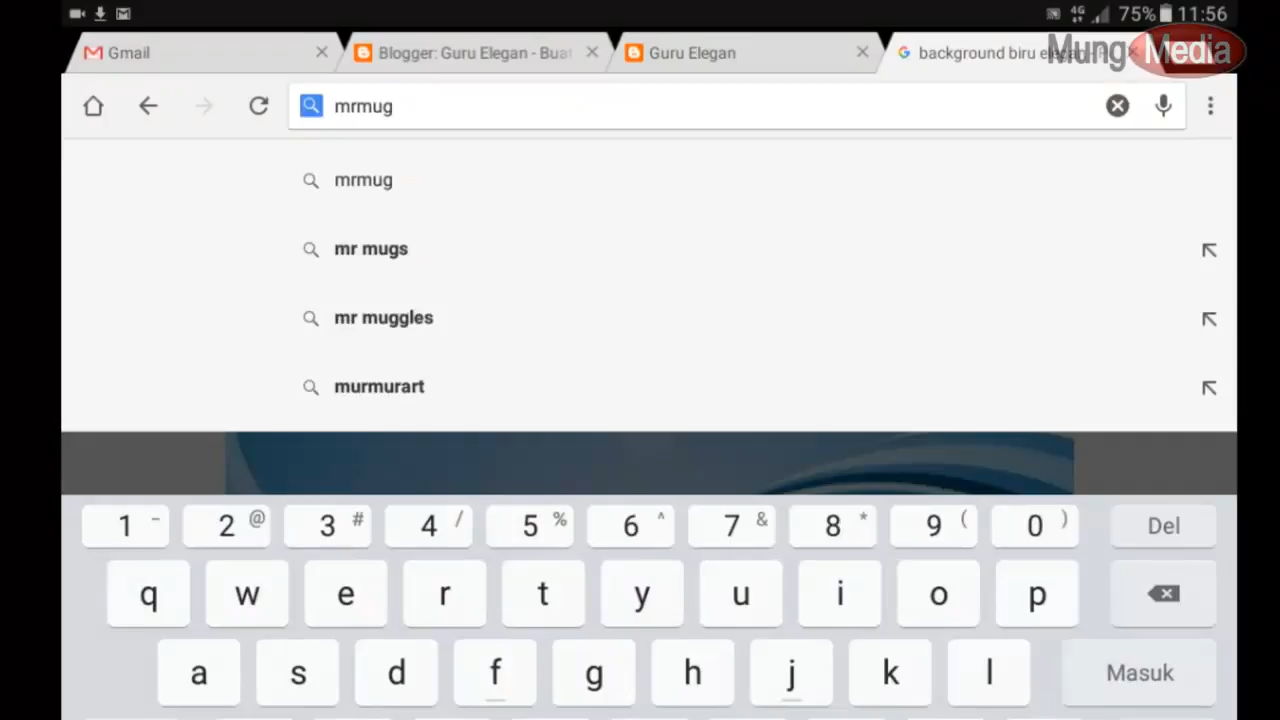 75% 11:56
Gmail
Blogger: Guru Elegan - Buat
Guru Elegan
background biru ele
Mung Media
mrmug
mrmug
mr mugs
mr muggles
murmurart
1 - 2 @ 3 # 4 / 5 % 6 ^ 7 & 8 * 9 ( 0 ) Del
q w e r t y u i o p
a s d f g h j k l Masuk